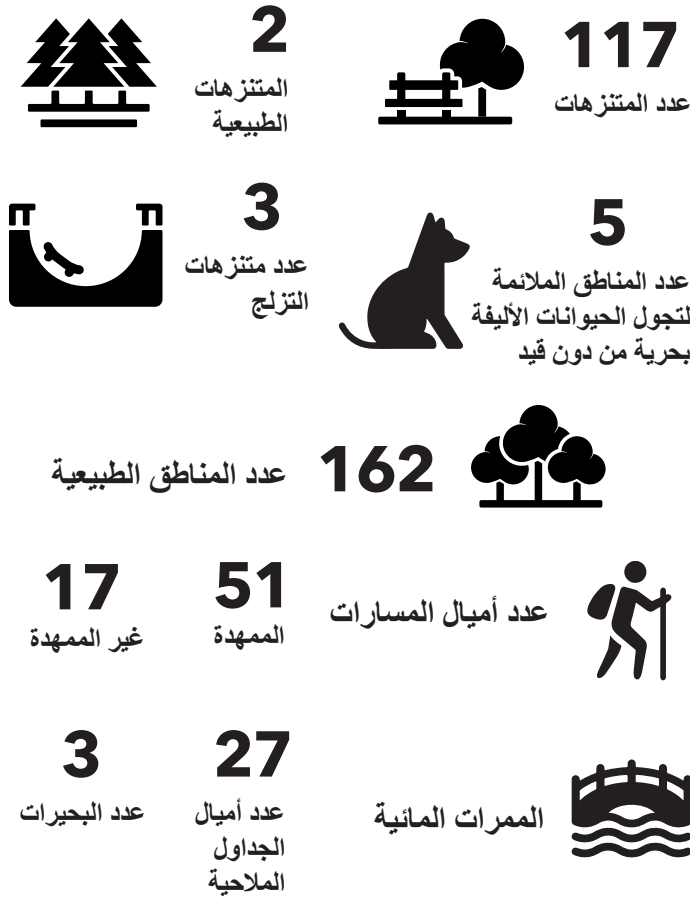 117
عدد المتنزهات
2
المتنزهات
الطبيعية
5
عدد المناطق الملائمة
لتجول الحيوانات الأليفة
بحرية من دون قيد
3
عدد متنزهات
التزلج
162
عدد المناطق الطبيعية
عدد أميال المسارات
51
الممهدة
17
غير الممهدة
الممرات المائية
27
عدد أميال
الجداول
الملاحية
3
عدد البحيرات